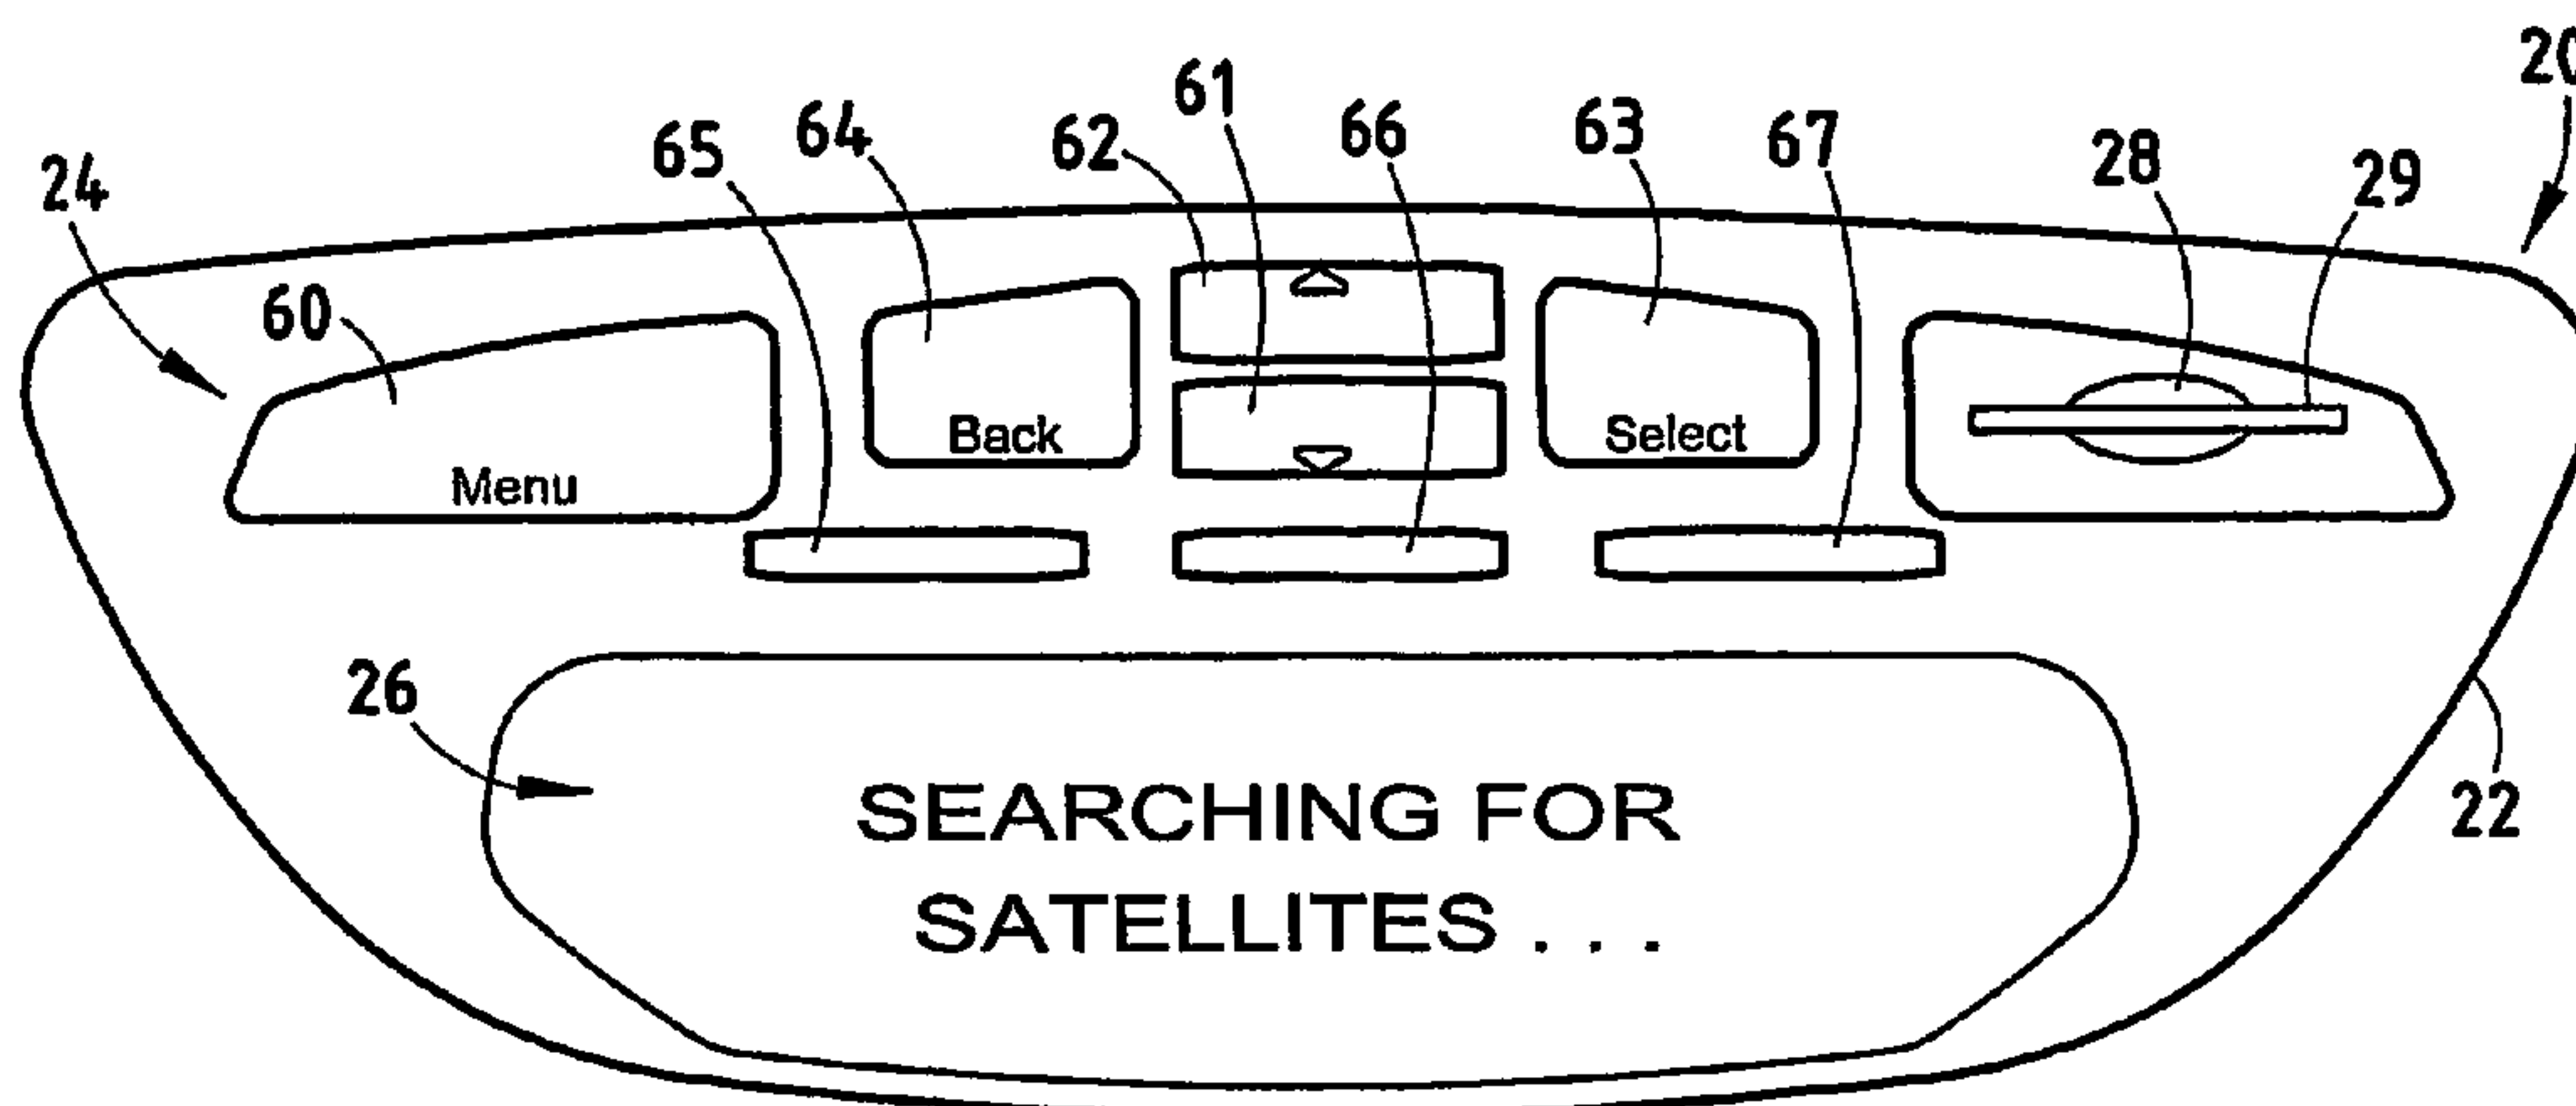 20
61
64
63
66
67
62
65
28
29
24
60
Back
Select
Menu
26
SEARCHING FOR
22
SATELLITES . . .